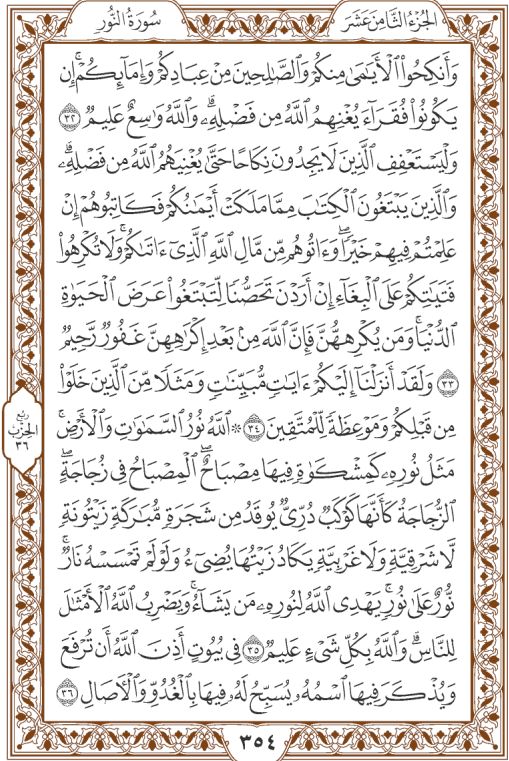 الجزء الثامن عشر
سورة النور
وَأَنكِحُوا۟ ٱلْأَيَـٰمَىٰ مِنكُمْ وَٱلصَّـٰلِحِينَ مِنْ عِبَادِكُمْ وَإِمَآئِكُمْ ۚ إِن
يَكُونُوا۟ فُقَرَآءَ يُغْنِهِمُ ٱللَّهُ مِن فَضْلِهِۦ ۗ وَٱللَّهُ وَٰسِعٌ عَلِيمٌ ٣٢
وَلْيَسْتَعْفِفِ ٱلَّذِينَ لَا يَجِدُونَ نِكَاحًا حَتَّىٰ يُغْنِيَهُمُ ٱللَّهُ مِن فَضْلِهِۦ ۗ
وَٱلَّذِينَ يَبْتَغُونَ ٱلْكِتَـٰبَ مِمَّا مَلَكَتْ أَيْمَـٰنُكُمْ فَكَاتِبُوهُمْ إِنْ
عَلِمْتُمْ فِيهِمْ خَيْرًا ۖ وَءَاتُوهُم مِّن مَّالِ ٱللَّهِ ٱلَّذِىٓ ءَاتَىٰكُمْ ۚ وَلَا تُكْرِهُوا۟
فَتَيَـٰتِكُمْ عَلَى ٱلْبِغَآءِ إِنْ أَرَدْنَ تَحَصُّنًا لِّتَبْتَغُوا۟ عَرَضَ ٱلْحَيَوٰةِ
ٱلدُّنْيَا ۚ وَمَن يُكْرِههُّنَّ فَإِنَّ ٱللَّهَ مِنۢ بَعْدِ إِكْرَٰهِهِنَّ غَفُورٌ رَّحِيمٌ
٣٣ وَلَقَدْ أَنزَلْنَآ إِلَيْكُمْ ءَايَـٰتٍ مُّبَيِّنَـٰتٍ وَمَثَلًا مِّنَ ٱلَّذِينَ خَلَوْا۟
مِن قَبْلِكُمْ وَمَوْعِظَةً لِّلْمُتَّقِينَ ٣٤ ۞ ٱللَّهُ نُورُ ٱلسَّمَـٰوَٰتِ وَٱلْأَرْضِ ۚ
مَثَلُ نُورِهِۦ كَمِشْكَوٰةٍ فِيهَا مِصْبَاحٌ ۖ ٱلْمِصْبَاحُ فِى زُجَاجَةٍ ۖ
ٱلزُّجَاجَةُ كَأَنَّهَا كَوْكَبٌ دُرِّىٌّ يُوقَدُ مِن شَجَرَةٍ مُّبَـٰرَكَةٍ زَيْتُونَةٍ
لَّا شَرْقِيَّةٍ وَلَا غَرْبِيَّةٍ يَكَادُ زَيْتُهَا يُضِىٓءُ وَلَوْ لَمْ تَمْسَسْهُ نَارٌ ۚ
نُّورٌ عَلَىٰ نُورٍ ۗ يَهْدِى ٱللَّهُ لِنُورِهِۦ مَن يَشَآءُ ۚ وَيَضْرِبُ ٱللَّهُ ٱلْأَمْثَـٰلَ
لِلنَّاسِ ۗ وَٱللَّهُ بِكُلِّ شَىْءٍ عَلِيمٌ ٣٥ فِى بُيُوتٍ أَذِنَ ٱللَّهُ أَن تُرْفَعَ
وَيُذْكَرَ فِيهَا ٱسْمُهُۥ يُسَبِّحُ لَهُۥ فِيهَا بِٱلْغُدُوِّ وَٱلْـَٔاصَالِ ٣٦
ربع
الحزب
٣٦
٣٥٤